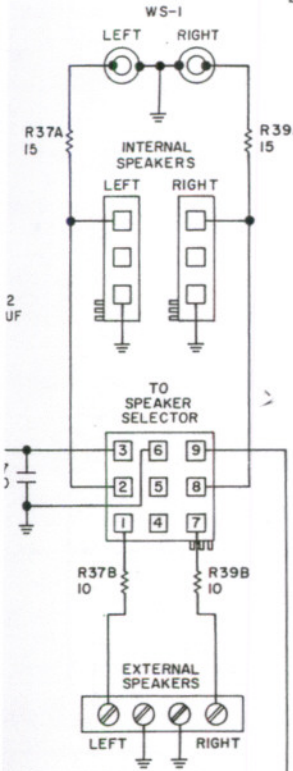 WS-1
LEFT RIGHT
R37A
15
R39
15
INTERNAL
SPEAKERS
LEFT RIGHT
2
UF
TO
SPEAKER
SELECTOR
3 6 9
2 5 8
1 4 7
R37B
10
R39B
10
EXTERNAL
SPEAKERS
LEFT RIGHT